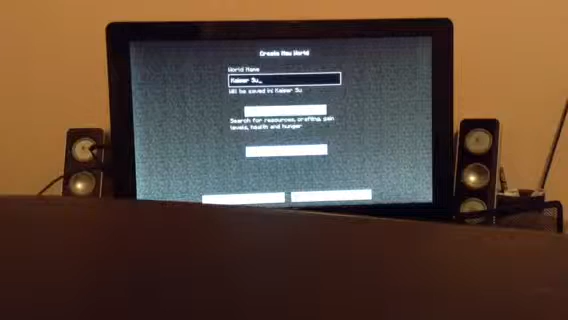 Create New World
World Name
Kaiser Su_
Will be saved in: Kaiser Su
Search for resources, crafting, gain
levels, health and hunger